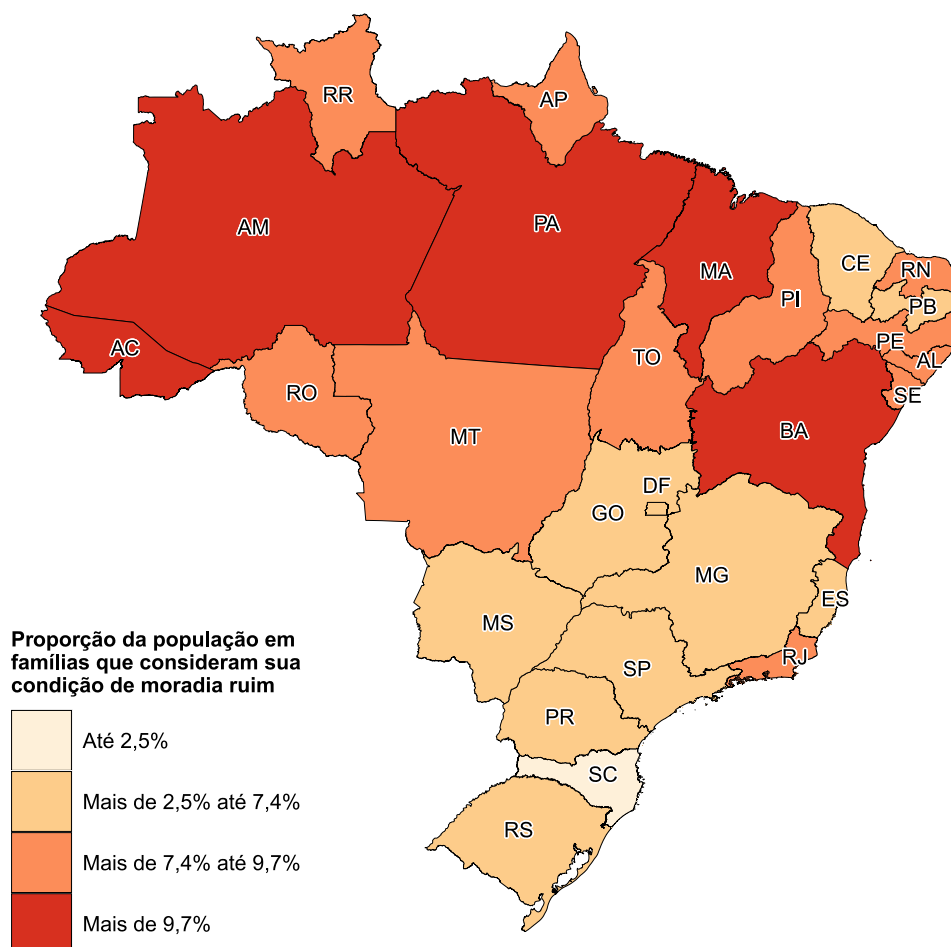 RR
AP
AM
PA
MA
CE
RN
PI
PB
PE
AC
TO
AL
RO
SE
MT
BA
DF
GO
MG
ES
MS
SP
RJ
PR
SC
RS
Proporção da população em
famílias que consideram sua
condição de moradia ruim
Até 2,5%
Mais de 2,5% até 7,4%
Mais de 7,4% até 9,7%
Mais de 9,7%